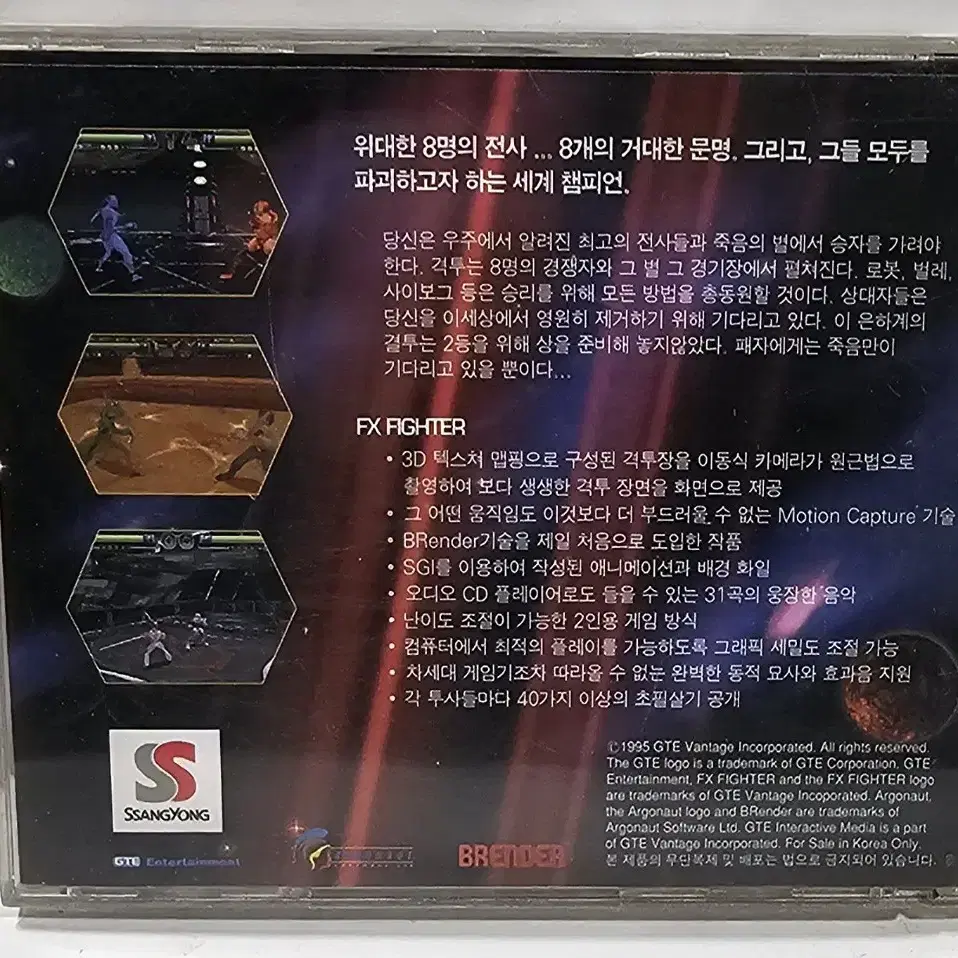 위대한 8명의 전사 ... 8개의 거대한 문명. 그리고, 그들 모두를
파괴하고자 하는 세계 챔피언.
당신은 우주에서 알려진 최고의 전사들과 죽음의 별에서 승자를 가려야
한다. 격투는 8명의 경쟁자와 그 별 그 경기장에서 펼쳐진다. 로봇, 벌레,
사이보그 등은 승리를 위해 모든 방법을 총동원할 것이다. 상대자들은
당신을 이세상에서 영원히 제거하기 위해 기다리고 있다. 이 은하계의
결투는 2등을 위해 상을 준비해 놓지않았다. 패자에게는 죽음만이
기다리고 있을 뿐이다...
FX FIGHTER
• 3D 텍스쳐 맵핑으로 구성된 격투장을 이동식 카메라가 원근법으로
촬영하여 보다 생생한 격투 장면을 화면으로 제공
• 그 어떤 움직임도 이것보다 더 부드러울 수 없는 Motion Capture 기술
• BRender기술을 제일 처음으로 도입한 작품
• SGI를 이용하여 작성된 애니메이션과 배경 화일
• 오디오 CD 플레이어로도 들을 수 있는 31곡의 웅장한 음악
• 난이도 조절이 가능한 2인용 게임 방식
• 컴퓨터에서 최적의 플레이를 가능하도록 그래픽 세밀도 조절 가능
• 차세대 게임기조차 따라올 수 없는 완벽한 동적 묘사와 효과음 지원
• 각 투사들마다 40가지 이상의 초필살기 공개
©1995 GTE Vantage Incorporated. All rights reserved.
The GTE logo is a trademark of GTE Corporation. GTE
Entertainment, FX FIGHTER and the FX FIGHTER logo
are trademarks of GTE Vantage Incoporated. Argonaut,
the Argonaut logo and BRender are trademarks of
Argonaut Software Ltd. GTE Interactive Media is a part
of GTE Vantage Incorporated. For Sale in Korea Only.
본 제품의 무단복제 및 배포는 법으로 금지되어 있습니다.
SSANGYONG
GTE Entertainment
BRENDER